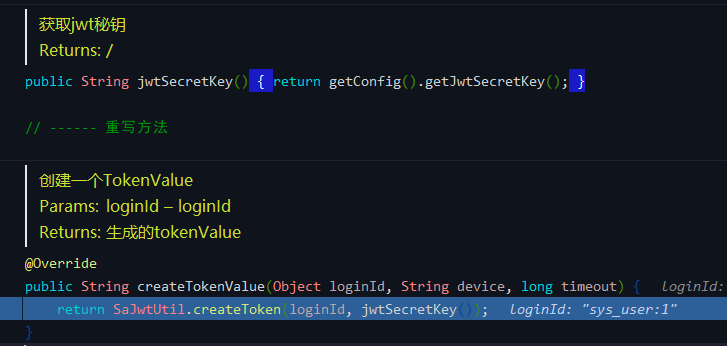 获取jwt秘钥
Returns: /
public String jwtSecretKey() { return getConfig().getJwtSecretKey(); }
// ------ 重写方法
创建一个TokenValue
Params: loginId – loginId
Returns: 生成的tokenValue
@Override
public String createTokenValue(Object loginId, String device, long timeout) { loginId:
return SaJwtUtil.createToken(loginId, jwtSecretKey()); loginId: "sys_user:1"
}